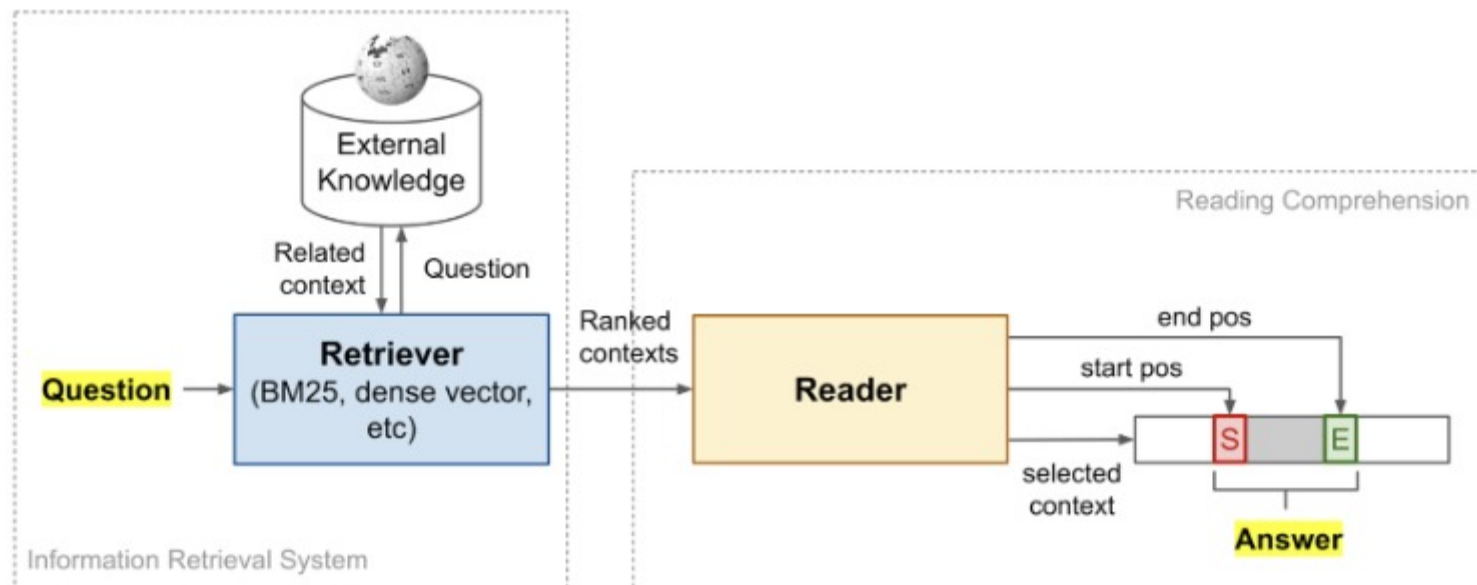 External
Knowledge
Related
context
Question
Question
Retriever
(BM25, dense vector,
etc)
Information Retrieval System
Ranked
contexts
Reading Comprehension
Reader
end pos
start pos
selected
context
S
E
Answer